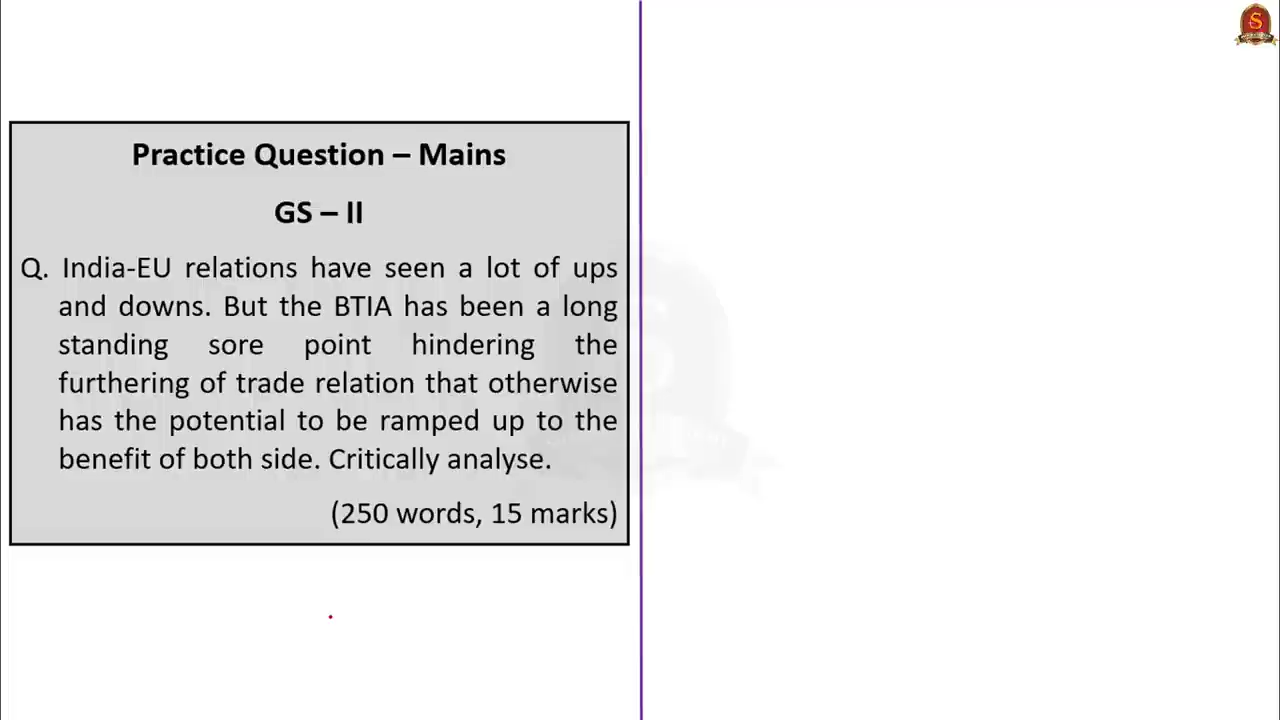 Practice Question – Mains
GS – II
Q. India-EU relations have seen a lot of ups
and downs. But the BTIA has been a long
standing sore point hindering the
furthering of trade relation that otherwise
has the potential to be ramped up to the
benefit of both side. Critically analyse.
(250 words, 15 marks)
S